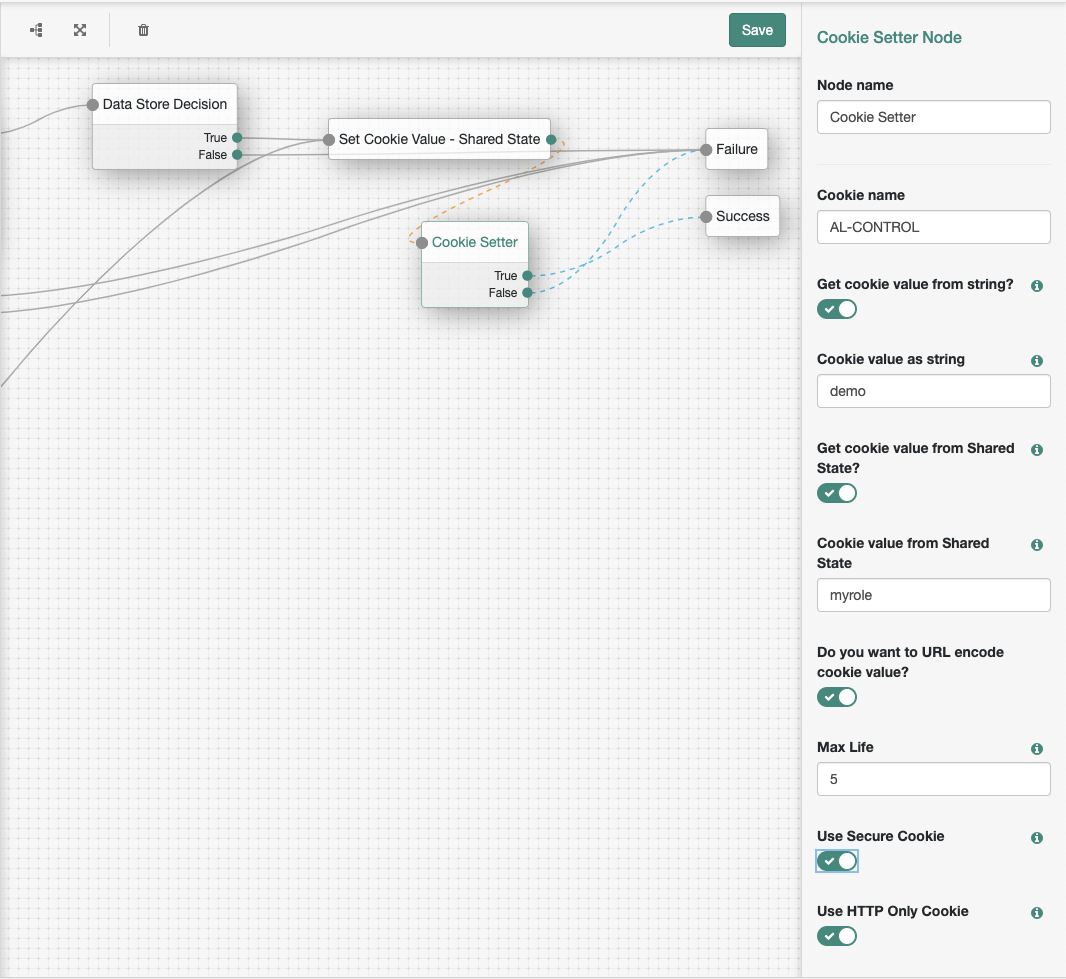 Save
Data Store Decision
True
False
Set Cookie Value - Shared State
Failure
Success
Cookie Setter
True
False
Cookie Setter Node
Node name
Cookie Setter
Cookie name
AL-CONTROL
Get cookie value from string?
Cookie value as string
demo
Get cookie value from Shared
State?
Cookie value from Shared
State
myrole
Do you want to URL encode
cookie value?
Max Life
5
Use Secure Cookie
Use HTTP Only Cookie